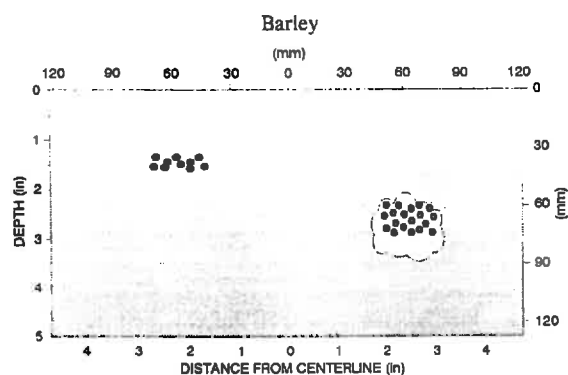 Barley
(mm)
120 90 60 30 0 30 60 90 120
0 0
1 30
2 60
DEPTH (in)
3 90
4
120
5
4 3 2 1 0 1 2 3 4
DISTANCE FROM CENTERLINE (in)